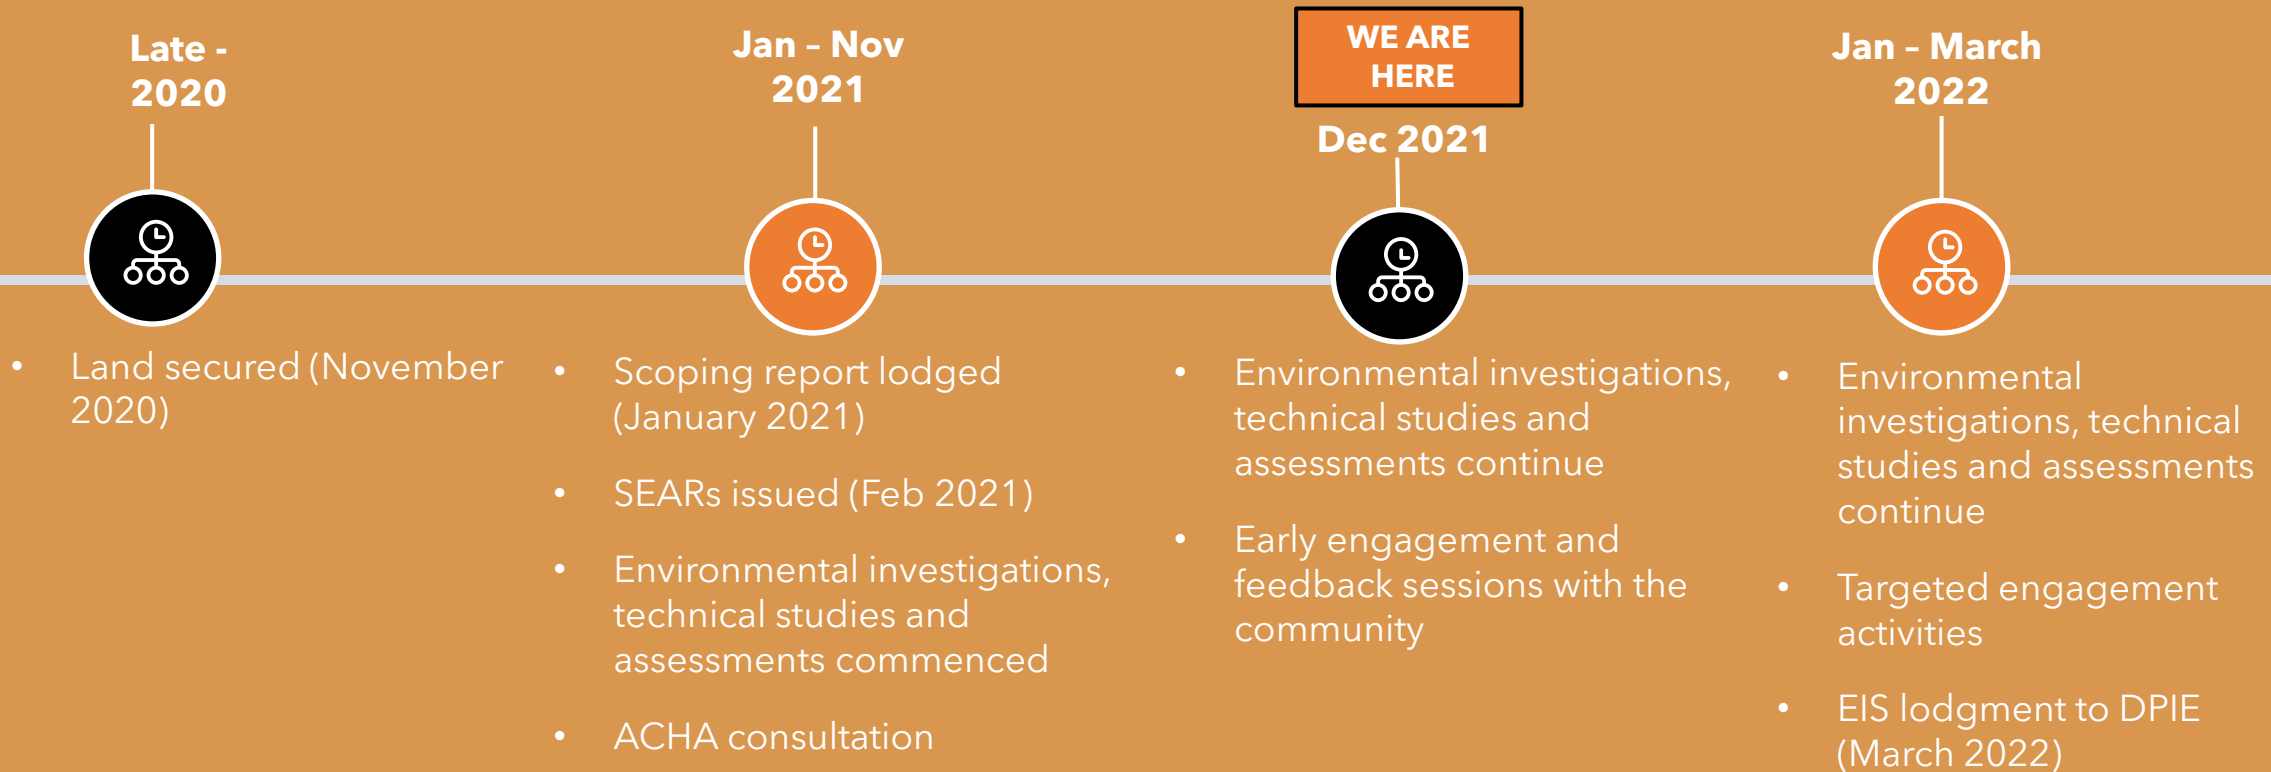 Late -
2020
• Land secured (November
2020)
Jan – Nov
2021
• Scoping report lodged
(January 2021)
• SEARs issued (Feb 2021)
• Environmental investigations,
technical studies and
assessments commenced
• ACHA consultation
WE ARE
HERE
Dec 2021
• Environmental investigations,
technical studies and
assessments continue
• Early engagement and
feedback sessions with the
community
Jan – March
2022
• Environmental
investigations, technical
studies and assessments
continue
• Targeted engagement
activities
• EIS lodgment to DPIE
(March 2022)